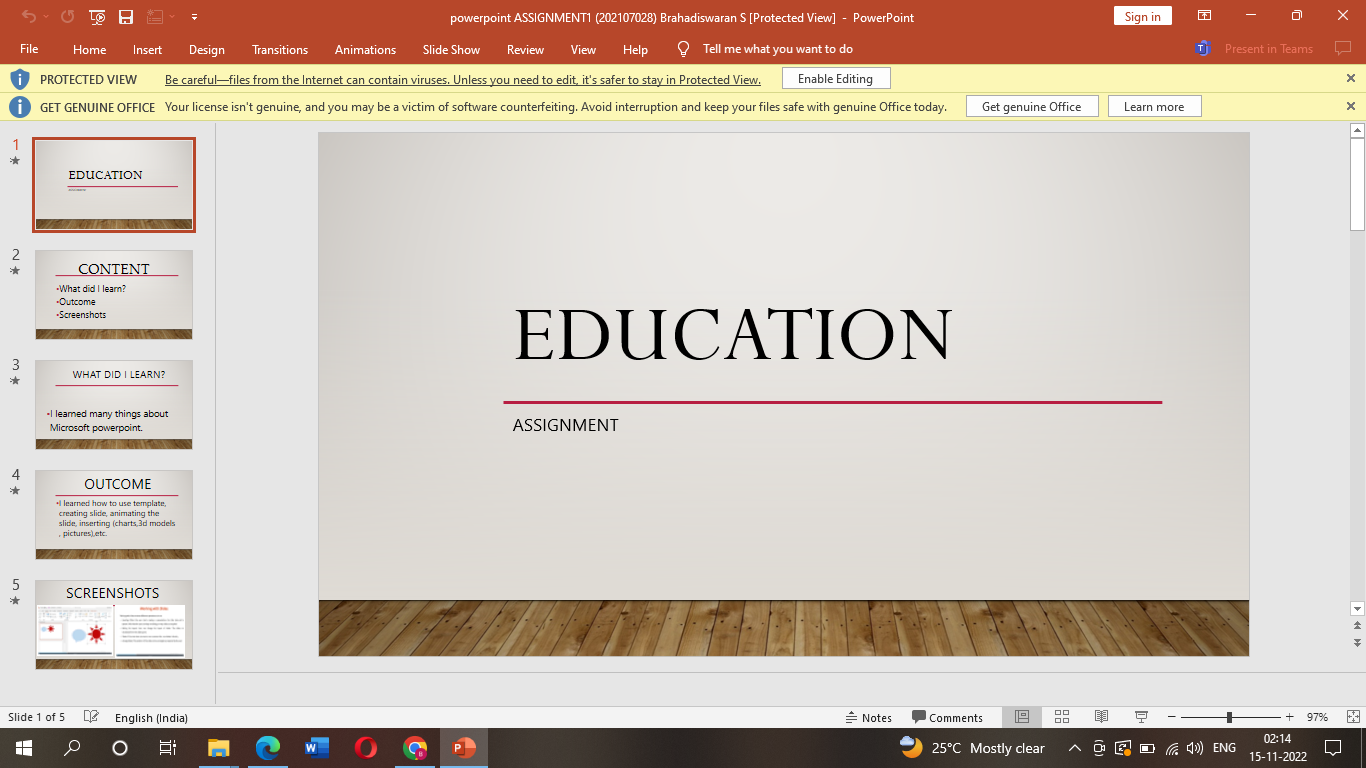 powerpoint ASSIGNMENT1 (202107028) Brahadiswaran S [Protected View] - PowerPoint
Sign in
File Home Insert Design Transitions Animations Slide Show Review View Help Tell me what you want to do Present in Teams
PROTECTED VIEW Be careful—files from the Internet can contain viruses. Unless you need to edit, it's safer to stay in Protected View. Enable Editing
GET GENUINE OFFICE Your license isn't genuine, and you may be a victim of software counterfeiting. Avoid interruption and keep your files safe with genuine Office today. Get genuine Office Learn more
1
EDUCATION
2
CONTENT
•What did I learn?
•Outcome
•Screenshots
3
WHAT DID I LEARN?
•I learned many things about
Microsoft powerpoint.
4
OUTCOME
•I learned how to use template,
creating slide, animating the
slide, inserting (charts,3d models
, pictures),etc.
5
SCREENSHOTS
EDUCATION
ASSIGNMENT
Slide 1 of 5 English (India) Notes Comments 97%
25°C Mostly clear ENG 02:14
15-11-2022